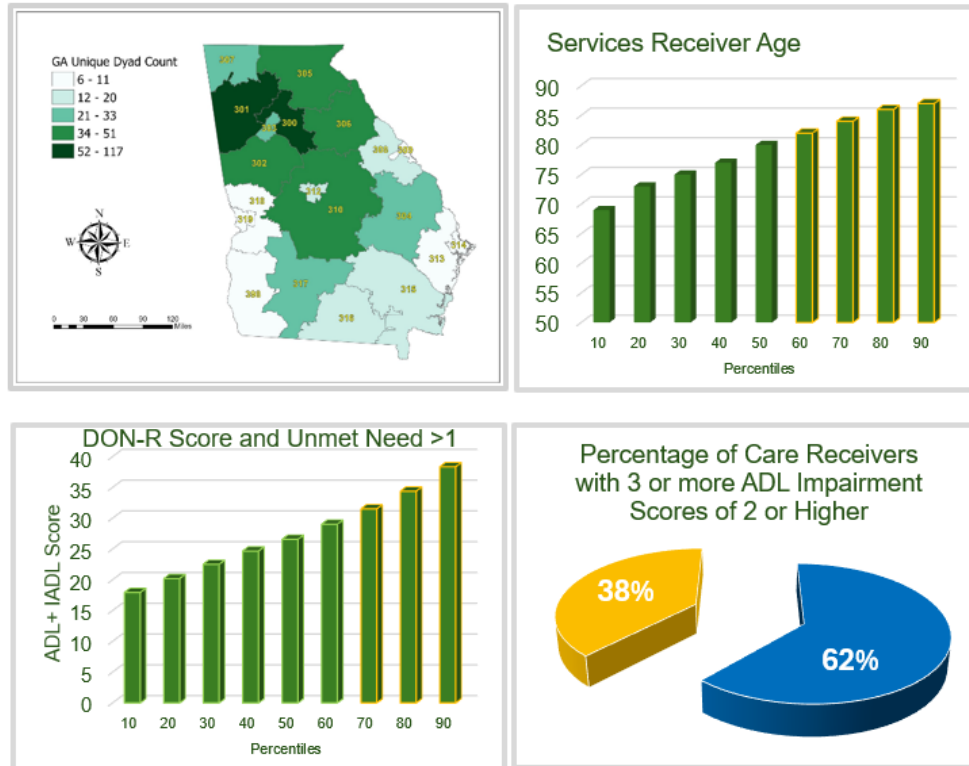 GA Unique Dyad Count
6 - 11
12 - 20
21 - 33
34 - 51
52 - 117
N
W E
S
0 15 30 60 90 120
Miles
307
305
301
300
306
302
310
318
319
317
313
314
315
316
Services Receiver Age
90
85
80
75
70
65
60
55
50
10 20 30 40 50 60 70 80 90
Percentiles
DON-R Score and Unmet Need >1
ADL+ IADL Score
40
35
30
25
20
15
10
5
0
10 20 30 40 50 60 70 80 90
Percentiles
Percentage of Care Receivers
with 3 or more ADL Impairment
Scores of 2 or Higher
38%
62%